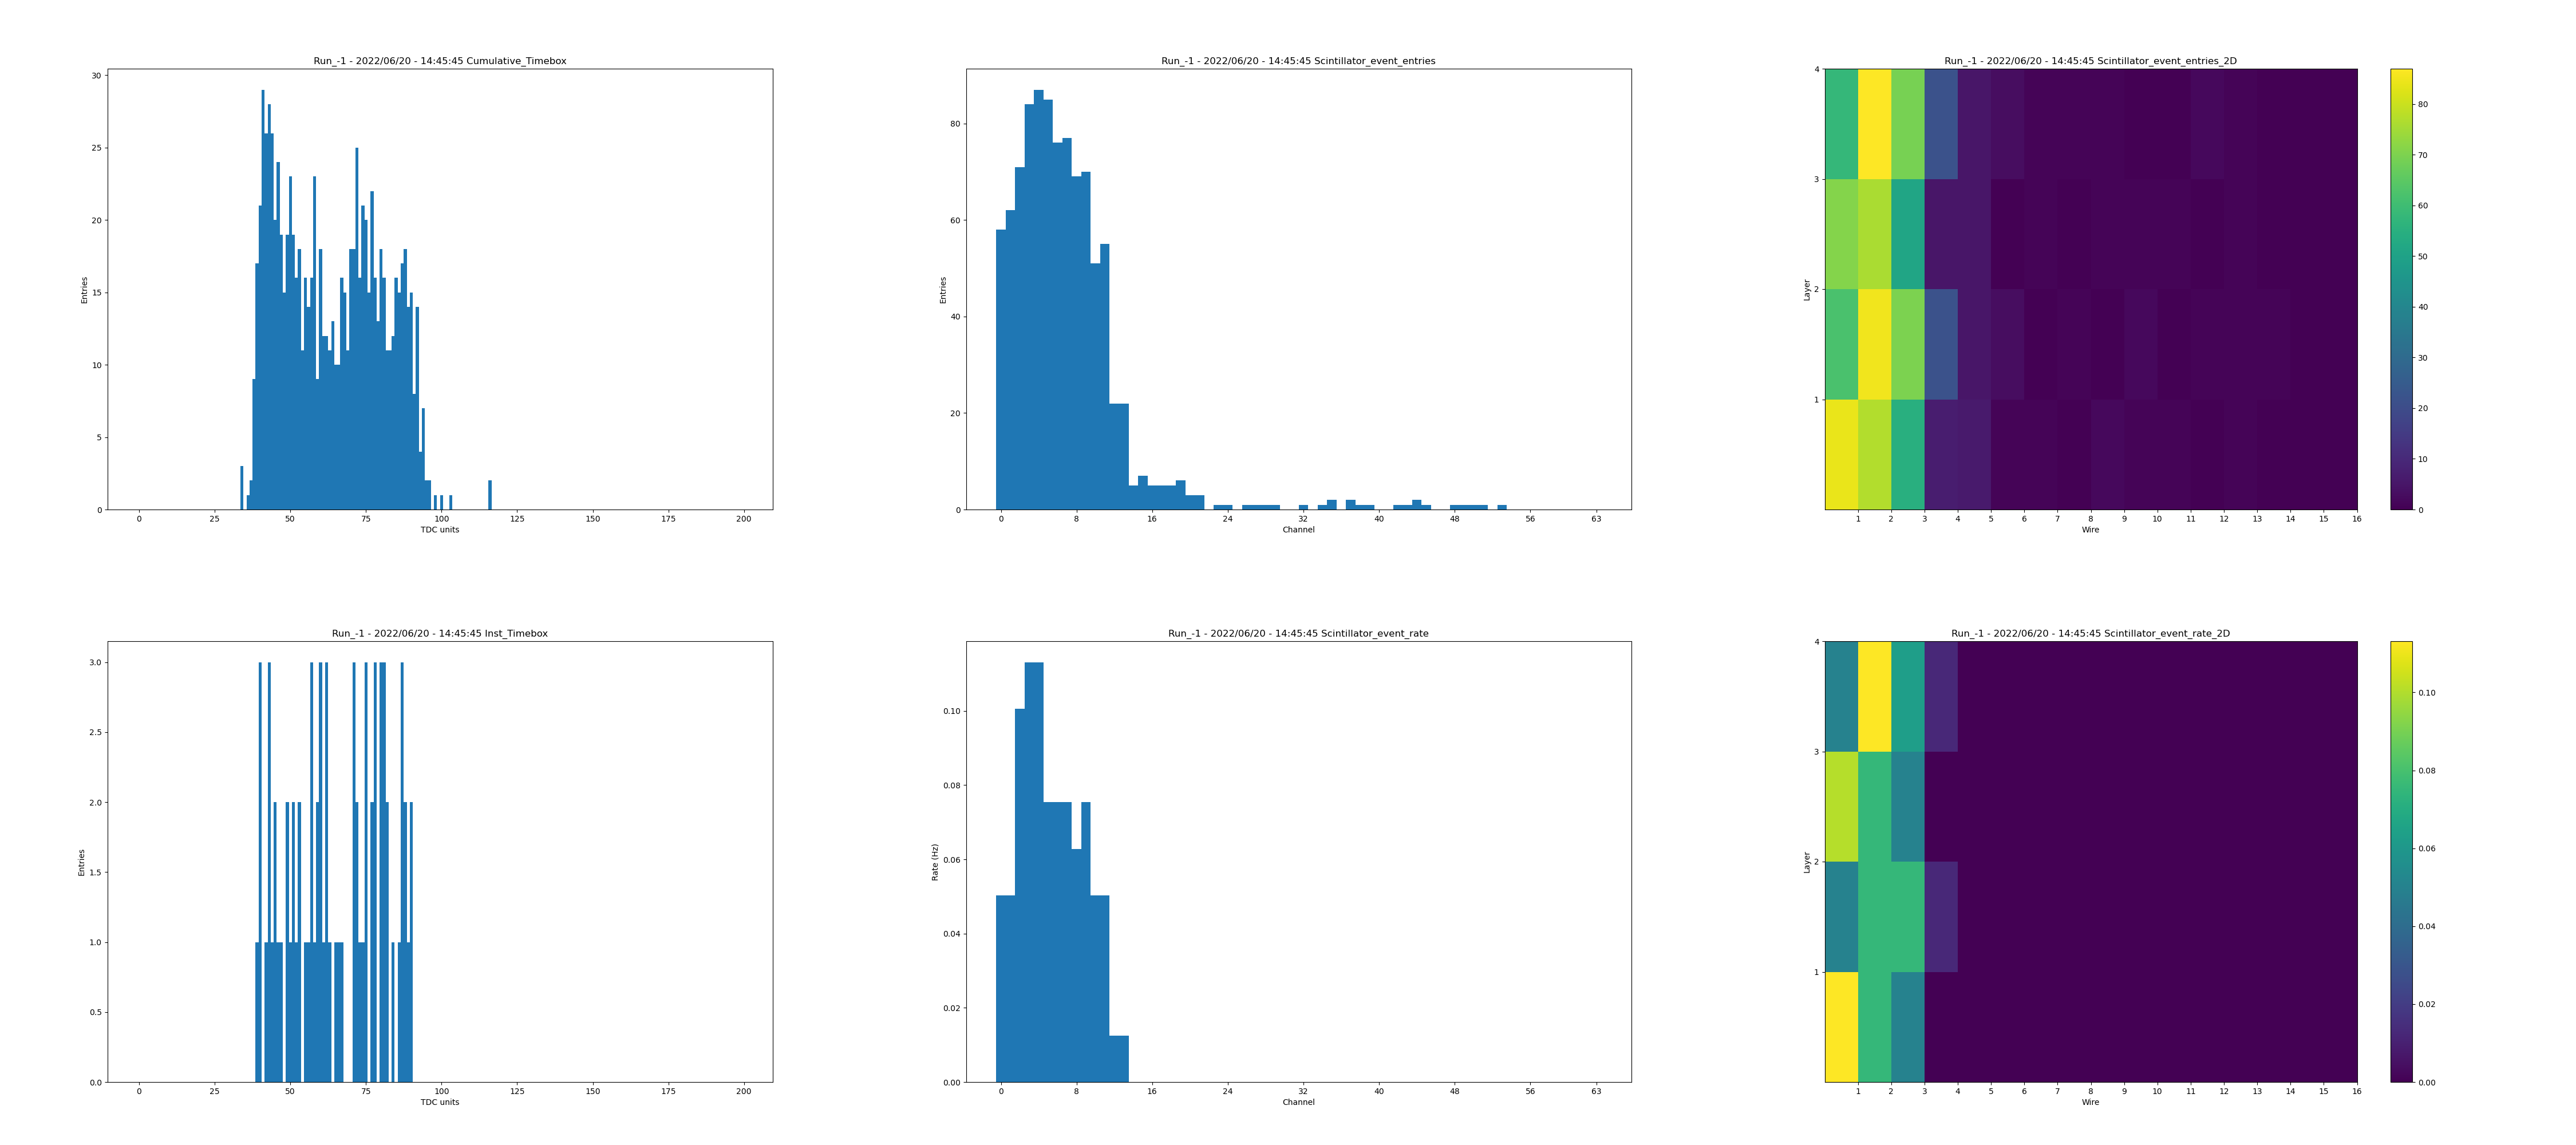 Run_-1 - 2022/06/20 - 14:45:45 Cumulative_Timebox
30
25
20
15
10
5
0
Entries
0 25 50 75 100 125 150 175 200
TDC units
Run_-1 - 2022/06/20 - 14:45:45 Scintillator_event_entries
80
60
40
20
0
Entries
0 8 16 24 32 40 48 56 63
Channel
Run_-1 - 2022/06/20 - 14:45:45 Scintillator_event_entries_2D
4
3
2
1
Layer
1 2 3 4 5 6 7 8 9 10 11 12 13 14 15 16
Wire
80
70
60
50
40
30
20
10
0
Run_-1 - 2022/06/20 - 14:45:45 Inst_Timebox
3.0
2.5
2.0
1.5
1.0
0.5
0.0
Entries
0 25 50 75 100 125 150 175 200
TDC units
Run_-1 - 2022/06/20 - 14:45:45 Scintillator_event_rate
0.10
0.08
0.06
0.04
0.02
0.00
Rate (Hz)
0 8 16 24 32 40 48 56 63
Channel
Run_-1 - 2022/06/20 - 14:45:45 Scintillator_event_rate_2D
4
3
2
1
Layer
1 2 3 4 5 6 7 8 9 10 11 12 13 14 15 16
Wire
0.10
0.08
0.06
0.04
0.02
0.00